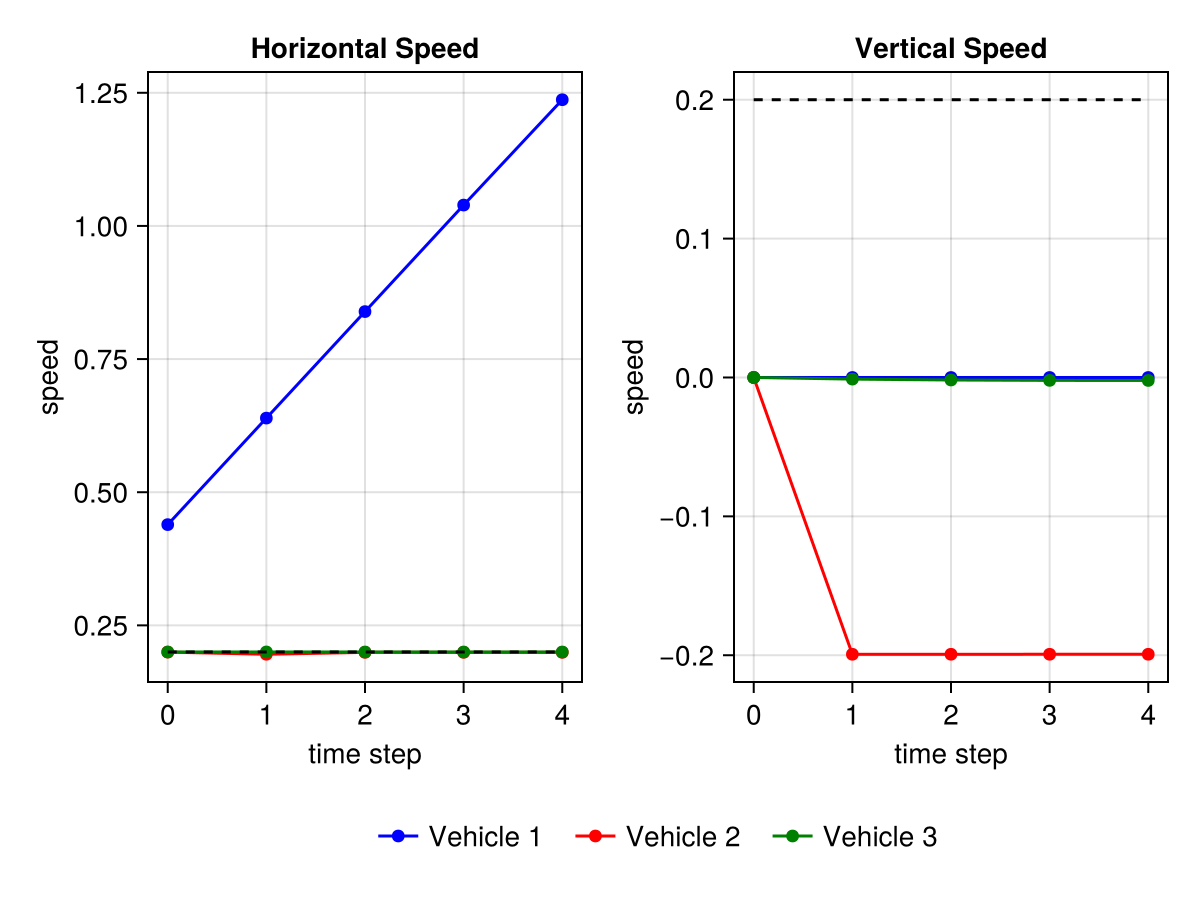 Horizontal Speed
1.25
1.00
0.75
0.50
0.25
speed
0 1 2 3 4
time step
Vertical Speed
0.2
0.1
0.0
−0.1
−0.2
speed
0 1 2 3 4
time step
Vehicle 1 Vehicle 2 Vehicle 3